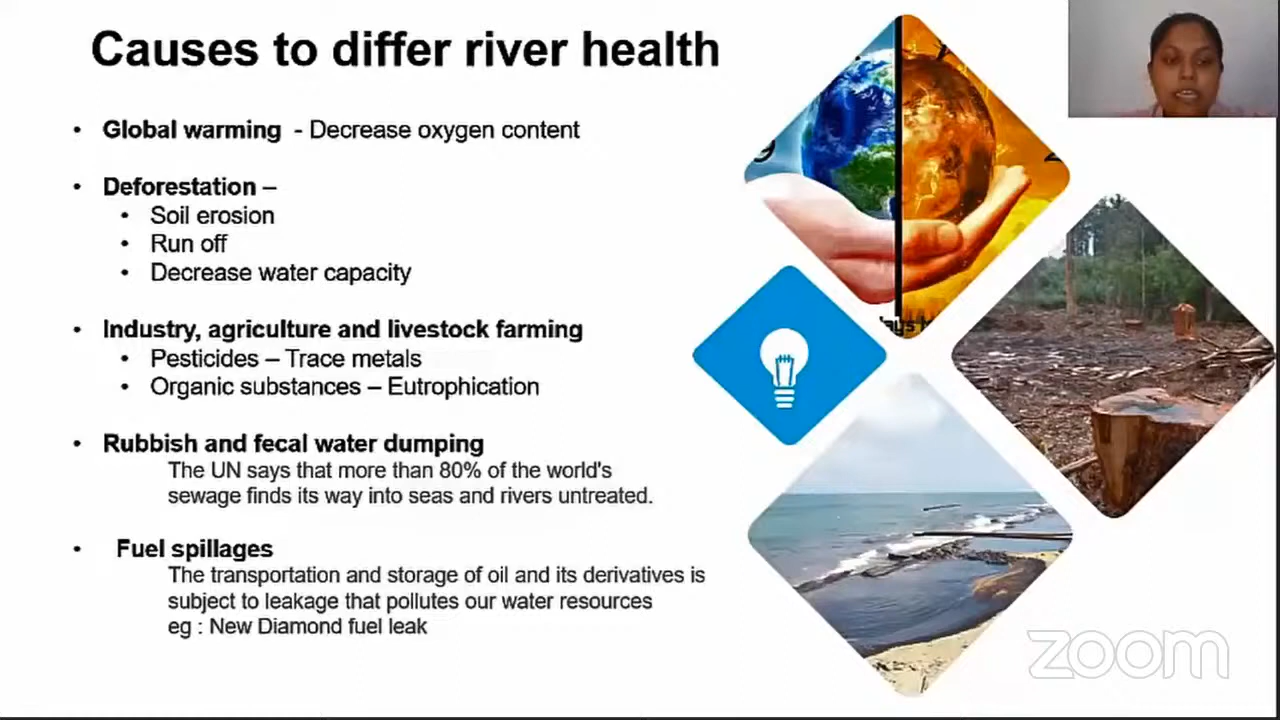 Causes to differ river health
• Global warming - Decrease oxygen content
• Deforestation –
• Soil erosion
• Run off
• Decrease water capacity
• Industry, agriculture and livestock farming
• Pesticides – Trace metals
• Organic substances – Eutrophication
• Rubbish and fecal water dumping
The UN says that more than 80% of the world's
sewage finds its way into seas and rivers untreated.
• Fuel spillages
The transportation and storage of oil and its derivatives is
subject to leakage that pollutes our water resources
eg : New Diamond fuel leak
zoom